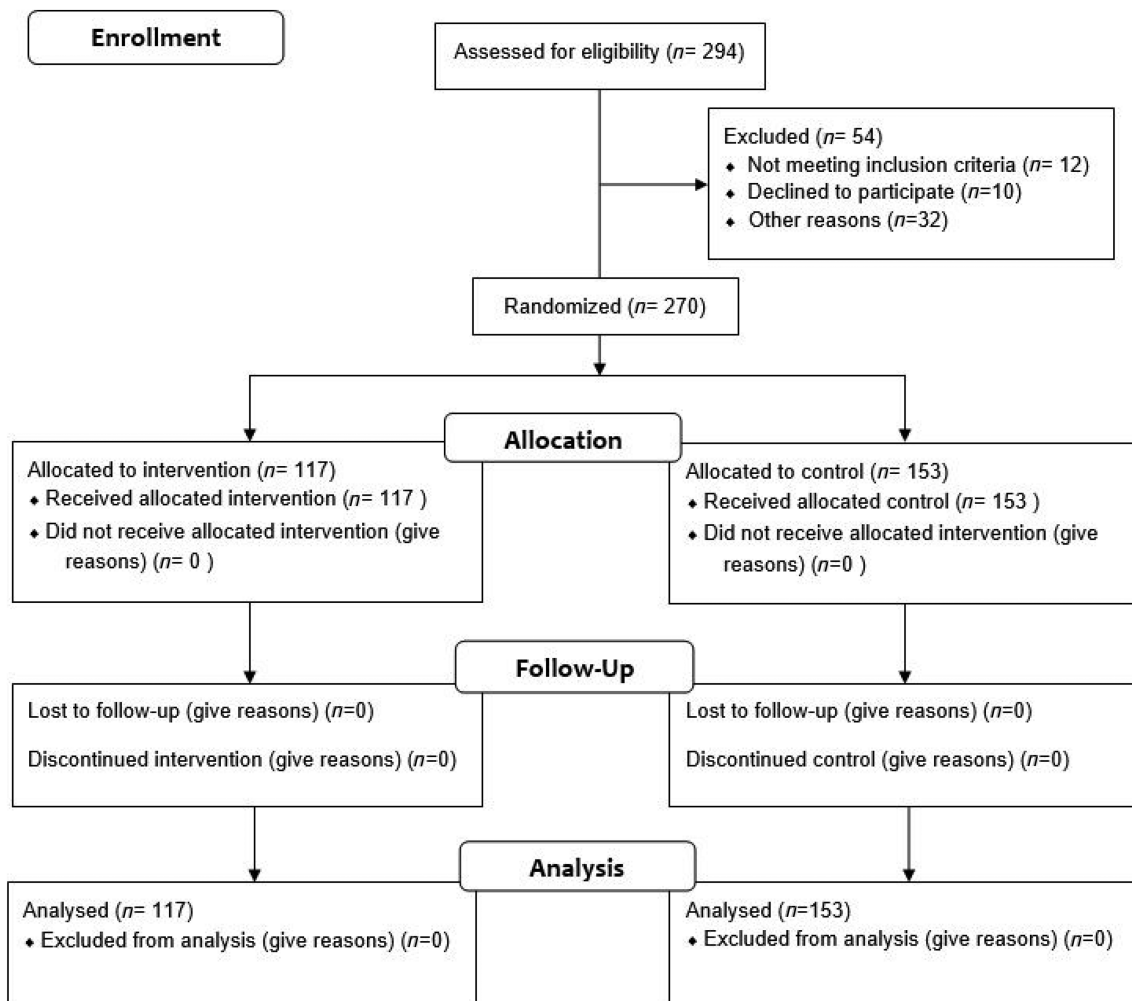 Enrollment
Assessed for eligibility (n= 294)
Excluded (n= 54)
⬥ Not meeting inclusion criteria (n= 12)
⬥ Declined to participate (n=10)
⬥ Other reasons (n=32)
Randomized (n= 270)
Allocation
Allocated to intervention (n= 117)
⬥ Received allocated intervention (n= 117 )
⬥ Did not receive allocated intervention (give
reasons) (n= 0 )
Allocated to control (n= 153)
⬥ Received allocated control (n= 153 )
⬥ Did not receive allocated intervention (give
reasons) (n=0 )
Follow-Up
Lost to follow-up (give reasons) (n=0)
Discontinued intervention (give reasons) (n=0)
Lost to follow-up (give reasons) (n=0)
Discontinued control (give reasons) (n=0)
Analysis
Analysed (n= 117)
⬥ Excluded from analysis (give reasons) (n=0)
Analysed (n=153)
⬥ Excluded from analysis (give reasons) (n=0)